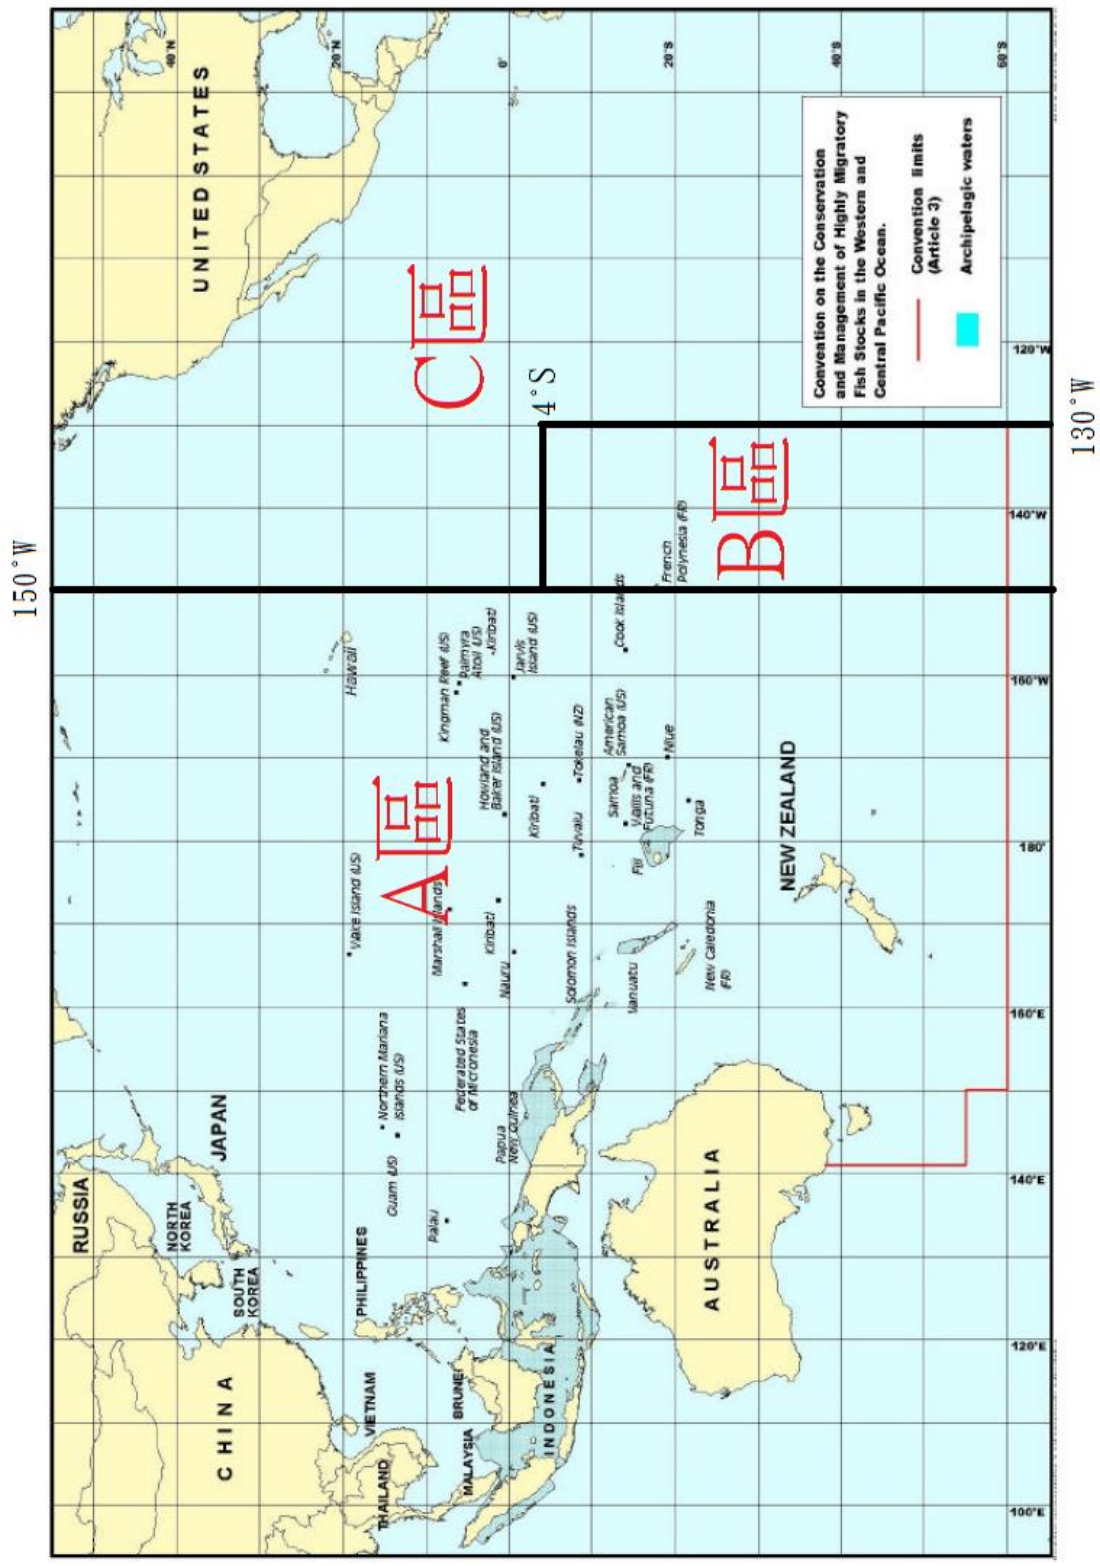 150°W
130°W
4°S
A區
B區
C區
UNITED STATES
40°N
20°N
0°
20°S
40°S
60°S
Convention on the Conservation
and Management of Highly Migratory
Fish Stocks in the Western and
Central Pacific Ocean.
Convention limits
(Article 3)
Archipelagic waters
120°W
140°W
160°W
180°
160°E
140°E
120°E
100°E
French
Polynesia (FR)
Cook Islands
Hawaii
Kingman Reef (US)
Palmyra
Atoll (US)
Kiribati
Jarvis
Island (US)
Howland and
Baker Island (US)
Kiribati
Tokelau (NZ)
American
Samoa (US)
Niue
Samoa
Wallis and
Futuna (FR)
Tonga
Tuvalu
Fiji
NEW ZEALAND
Wake Island (US)
Marshall Islands
Kiribati
Nauru
Solomon Islands
Vanuatu
New Caledonia
(FR)
Northern Mariana
Islands (US)
Federated States
of Micronesia
Guam (US)
Palau
Papua
New Guinea
RUSSIA
JAPAN
NORTH
KOREA
SOUTH
KOREA
CHINA
PHILIPPINES
VIETNAM
THAILAND
BRUNEI
MALAYSIA
INDONESIA
AUSTRALIA